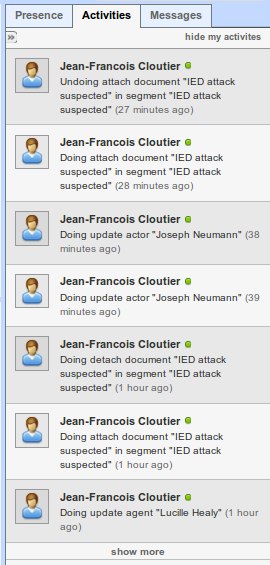 Presence Activities Messages
hide my activites
Jean-Francois Cloutier
Undoing attach document "IED attack
suspected" in segment "IED attack
suspected" (27 minutes ago)
Jean-Francois Cloutier
Doing attach document "IED attack
suspected" in segment "IED attack
suspected" (28 minutes ago)
Jean-Francois Cloutier
Doing update actor "Joseph Neumann" (38
minutes ago)
Jean-Francois Cloutier
Doing update actor "Joseph Neumann" (39
minutes ago)
Jean-Francois Cloutier
Doing detach document "IED attack
suspected" in segment "IED attack
suspected" (1 hour ago)
Jean-Francois Cloutier
Doing attach document "IED attack
suspected" in segment "IED attack
suspected" (1 hour ago)
Jean-Francois Cloutier
Doing update agent "Lucille Healy" (1 hour
ago)
show more